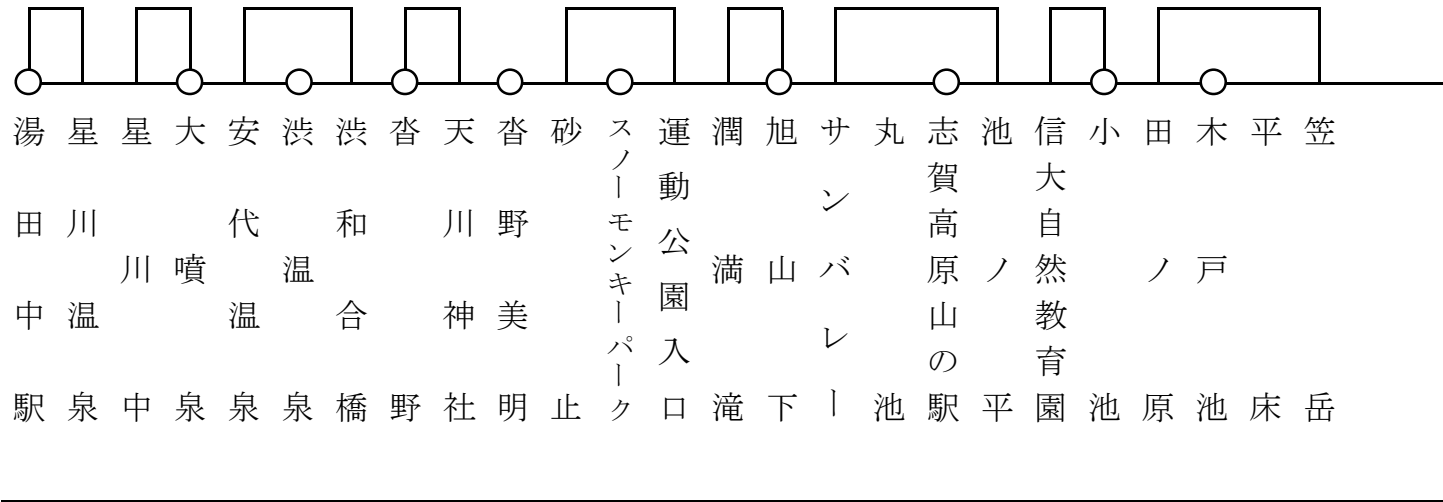 湯田中駅
星川温泉
星川中
大噴泉
安代温泉
渋温泉
渋和合橋
沓野
天川神社
沓野美明
砂止
スノーモンキーパーク
運動公園入口
潤満滝
旭山下
サンバレー
丸池
志賀高原山の駅
池ノ平
信大自然教育園
小池
田ノ原
木戸池
平床
笠岳